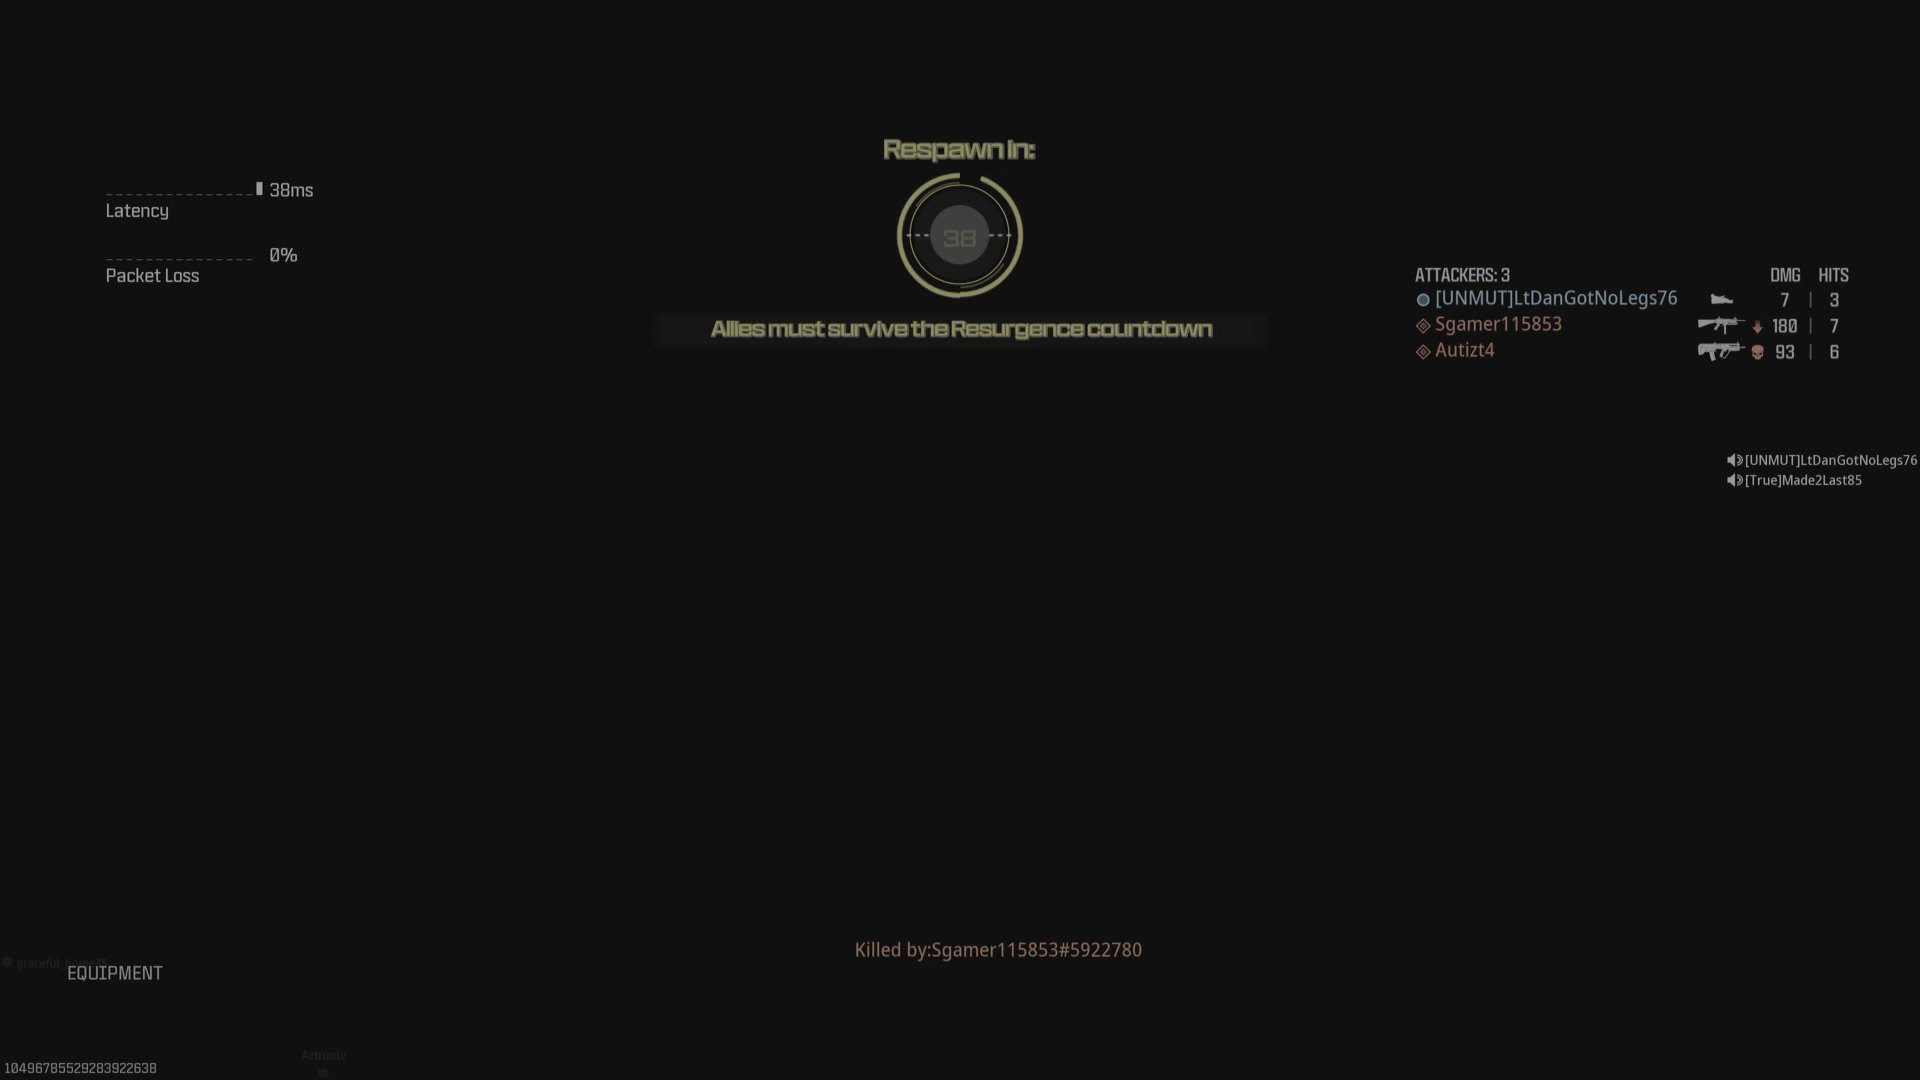 Respawn in:
38
Allies must survive the Resurgence countdown
38ms
Latency
0%
Packet Loss
ATTACKERS: 3 DMG HITS
[UNMUT]LtDanGotNoLegs76 7 | 3
Sgamer115853 180 | 7
Autizt4 93 | 6
[UNMUT]LtDanGotNoLegs76
[True]Made2Last85
Killed by:Sgamer115853#5922780
EQUIPMENT
Aztruotv
10496785529283922638